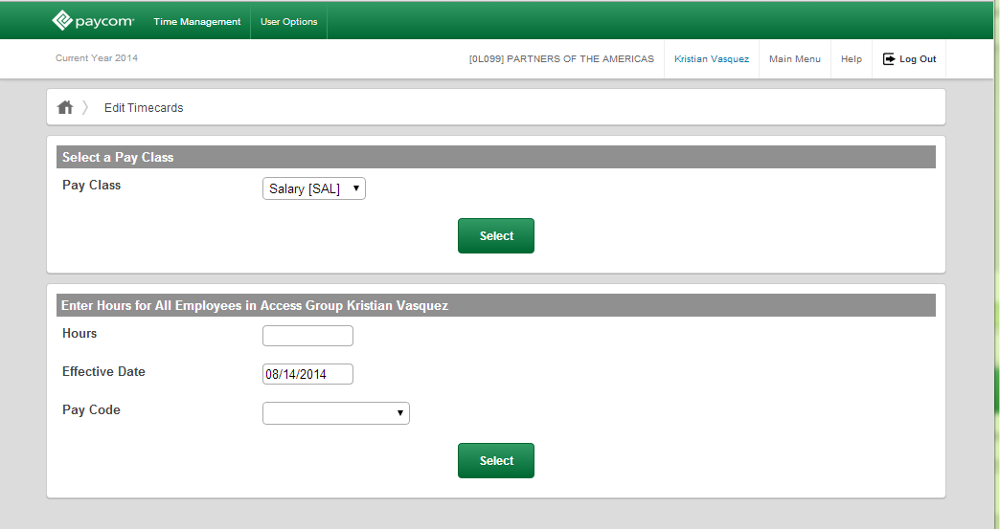 paycom Time Management User Options
Current Year 2014 [0L099] PARTNERS OF THE AMERICAS Kristian Vasquez Main Menu Help Log Out
Edit Timecards
Select a Pay Class
Pay Class Salary [SAL]
Select
Enter Hours for All Employees in Access Group Kristian Vasquez
Hours
Effective Date 08/14/2014
Pay Code
Select